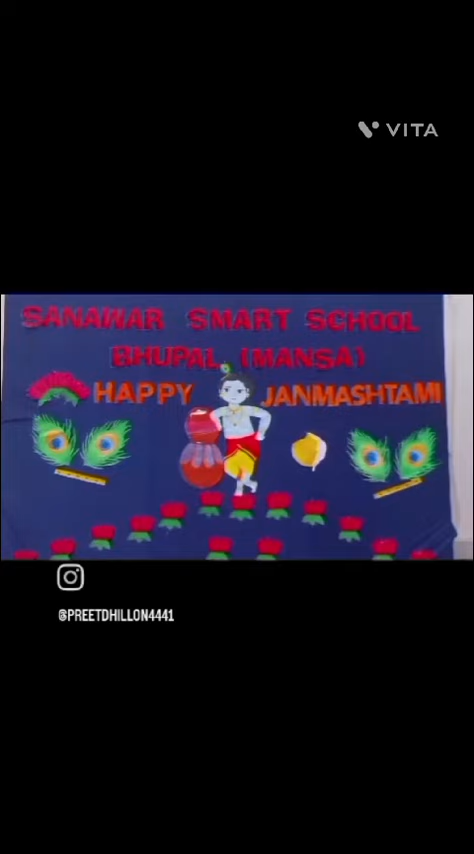 VITA
SANAWAR SMART SCHOOL
BHUPAL (MANSA)
HAPPY JANMASHTAMI
@PREETDHILLON4441